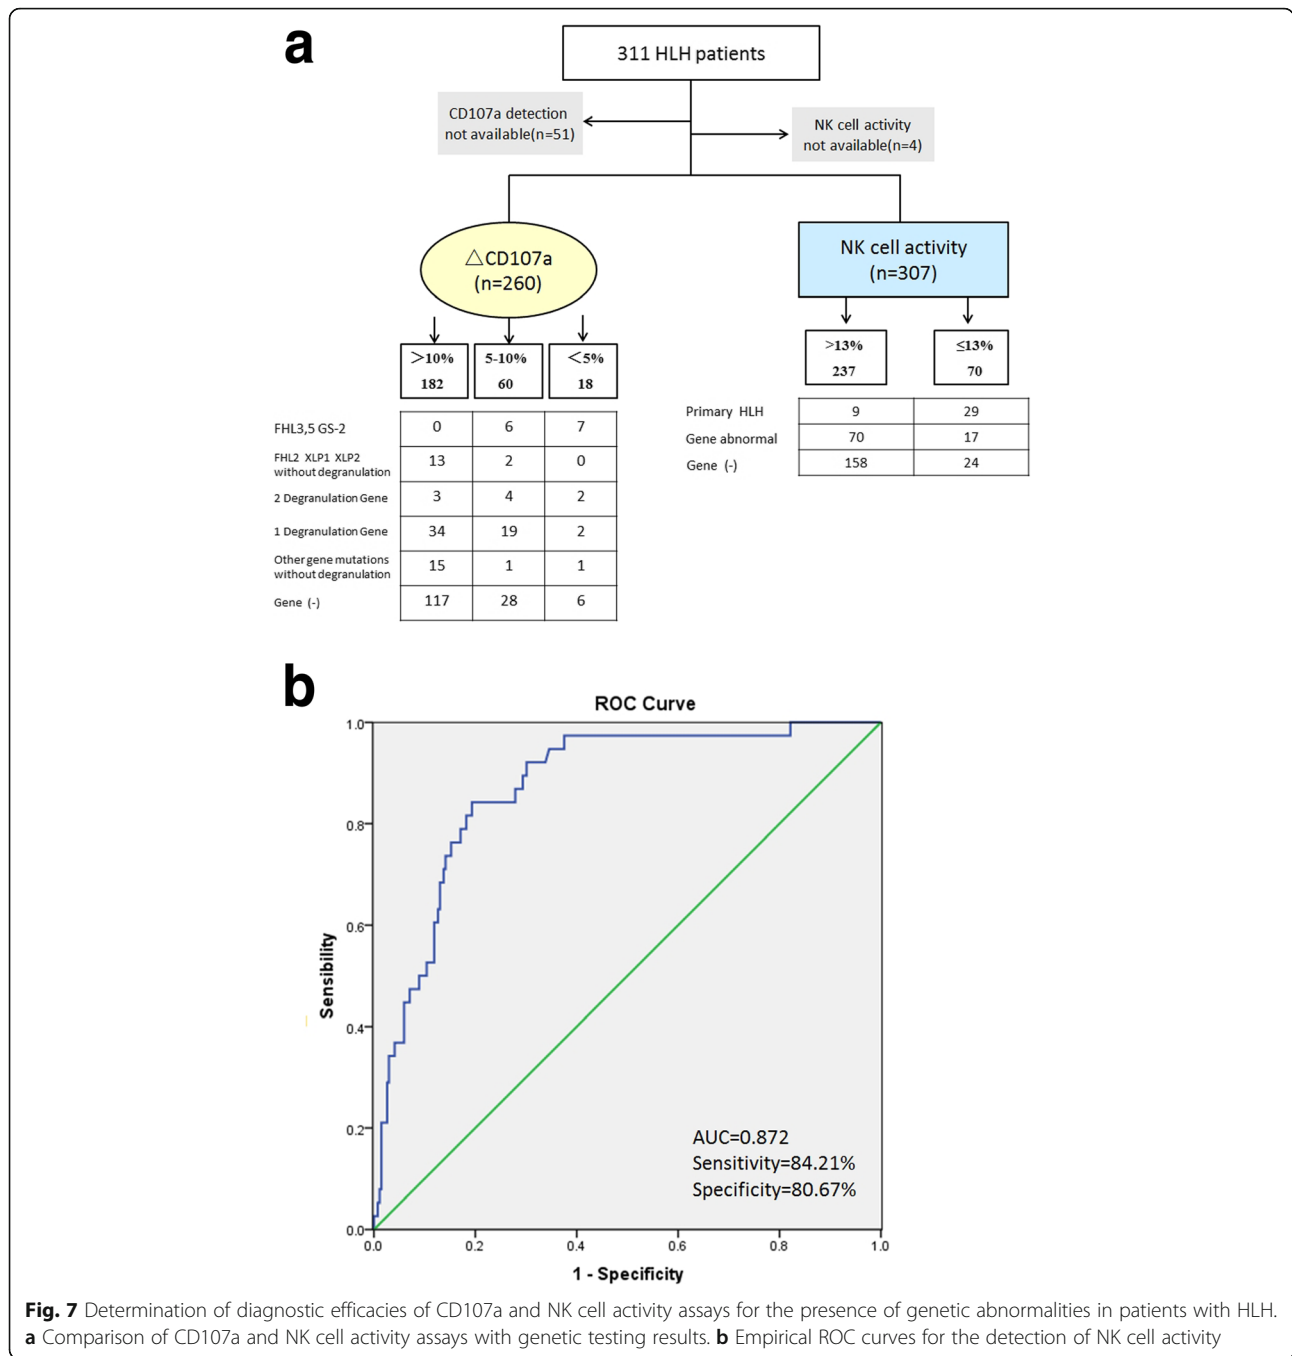 a
311 HLH patients
CD107a detection
not available(n=51)
NK cell activity
not available(n=4)
△CD107a
(n=260)
NK cell activity
(n=307)
>10%
182
5-10%
60
<5%
18
>13%
237
≤13%
70
FHL3,5 GS-2 0 6 7
FHL2 XLP1 XLP2
without degranulation 13 2 0
2 Degranulation Gene 3 4 2
1 Degranulation Gene 34 19 2
Other gene mutations
without degranulation 15 1 1
Gene (-) 117 28 6
Primary HLH 9 29
Gene abnormal 70 17
Gene (-) 158 24
b
ROC Curve
Sensibility
1.0
0.8
0.6
0.4
0.2
0.0
AUC=0.872
Sensitivity=84.21%
Specificity=80.67%
0.0 0.2 0.4 0.6 0.8 1.0
1 - Specificity
Fig. 7 Determination of diagnostic efficacies of CD107a and NK cell activity assays for the presence of genetic abnormalities in patients with HLH.
a Comparison of CD107a and NK cell activity assays with genetic testing results. b Empirical ROC curves for the detection of NK cell activity